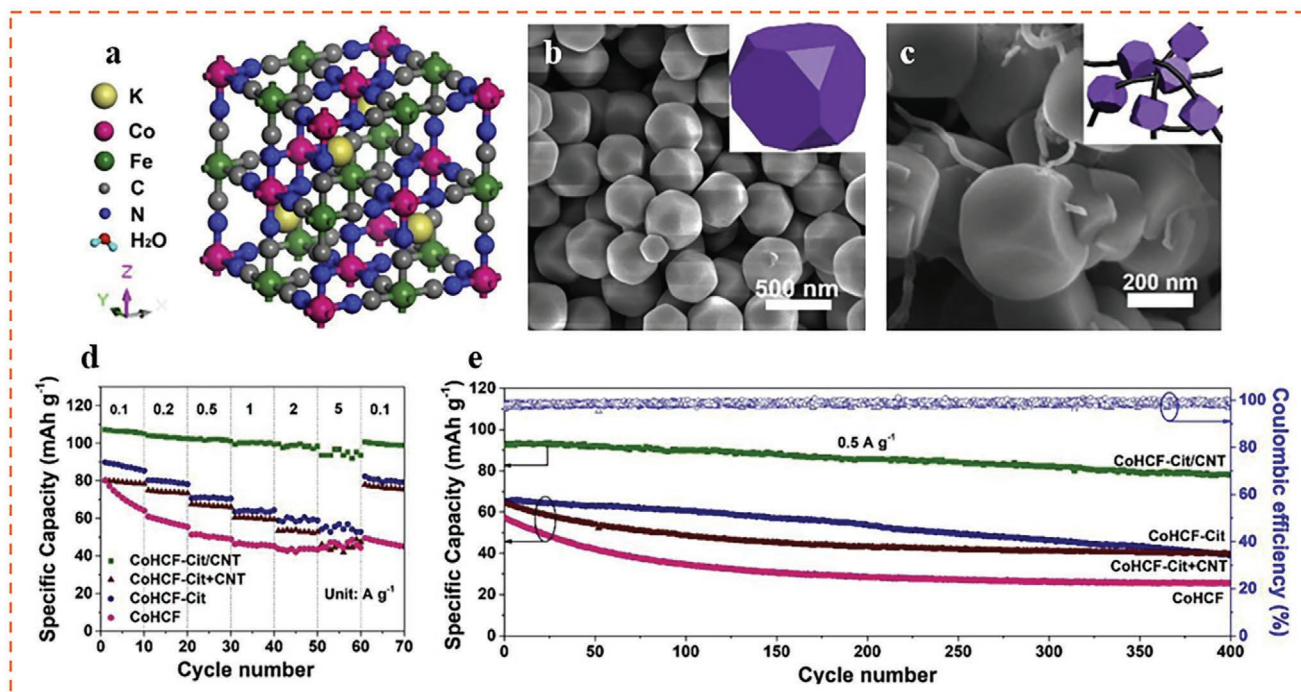 a
K
Co
Fe
C
N
H₂O
Z
Y
X
b
500 nm
c
200 nm
d
Specific Capacity (mAh g⁻¹)
120
100
80
60
40
20
0
0.1 0.2 0.5 1 2 5 0.1
CoHCF-Cit/CNT
CoHCF-Cit+CNT
CoHCF-Cit
CoHCF
Unit: A g⁻¹
0 10 20 30 40 50 60 70
Cycle number
e
Specific Capacity (mAh g⁻¹)
120
100
80
60
40
20
0
0.5 A g⁻¹
CoHCF-Cit/CNT
CoHCF-Cit
CoHCF-Cit+CNT
CoHCF
0 50 100 150 200 250 300 350 400
Cycle number
100
80
60
40
20
0
Coulombic efficiency (%)